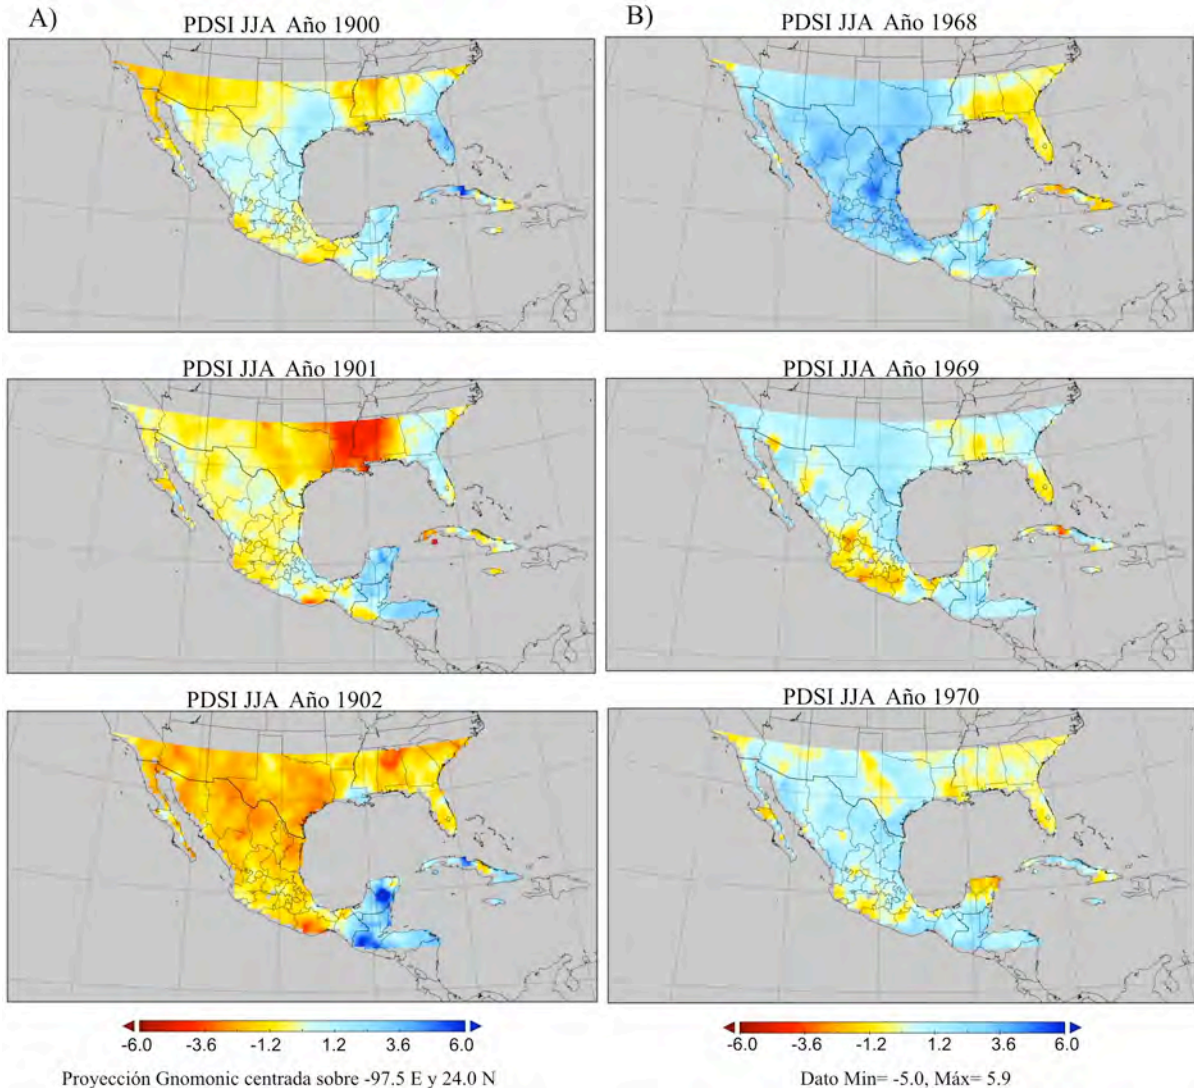 A)
PDSI JJA Año 1900
B)
PDSI JJA Año 1968
PDSI JJA Año 1901
PDSI JJA Año 1969
PDSI JJA Año 1902
PDSI JJA Año 1970
-6.0 -3.6 -1.2 1.2 3.6 6.0
-6.0 -3.6 -1.2 1.2 3.6 6.0
Proyección Gnomonic centrada sobre -97.5 E y 24.0 N
Dato Min= -5.0, Máx= 5.9